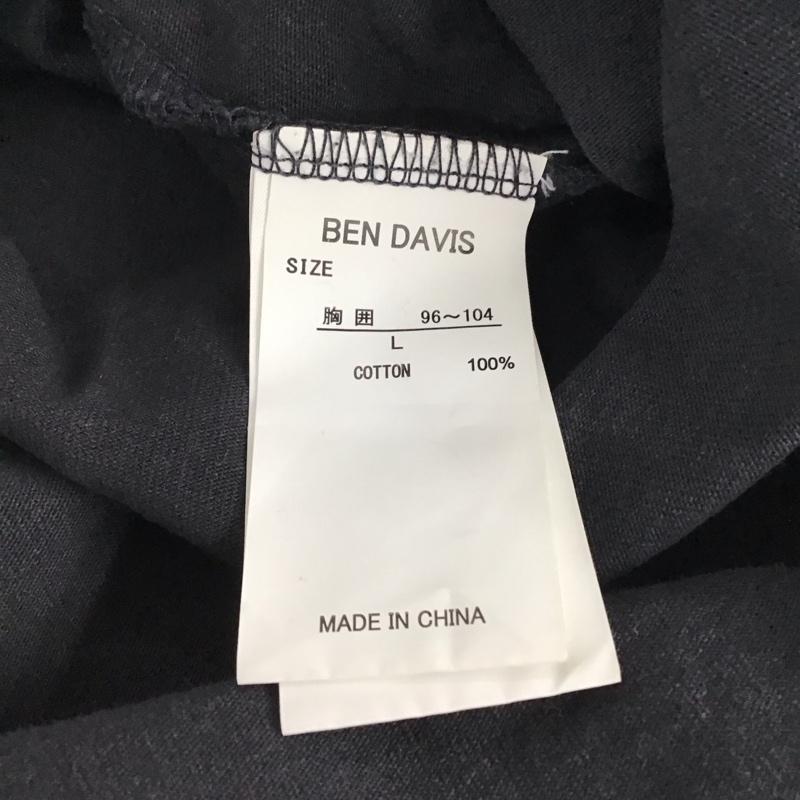 BEN DAVIS
SIZE
胸囲 96～104
L
COTTON 100%
MADE IN CHINA